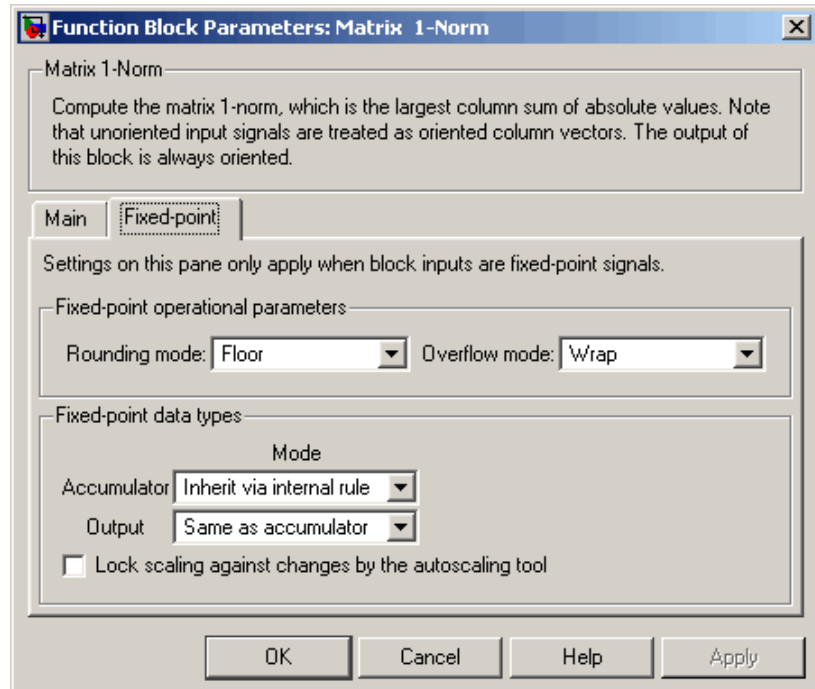 Function Block Parameters: Matrix 1-Norm
Matrix 1-Norm
Compute the matrix 1-norm, which is the largest column sum of absolute values. Note
that unoriented input signals are treated as oriented column vectors. The output of
this block is always oriented.
Main Fixed-point
Settings on this pane only apply when block inputs are fixed-point signals.
Fixed-point operational parameters
Rounding mode: Floor Overflow mode: Wrap
Fixed-point data types
Mode
Accumulator Inherit via internal rule
Output Same as accumulator
Lock scaling against changes by the autoscaling tool
OK Cancel Help Apply